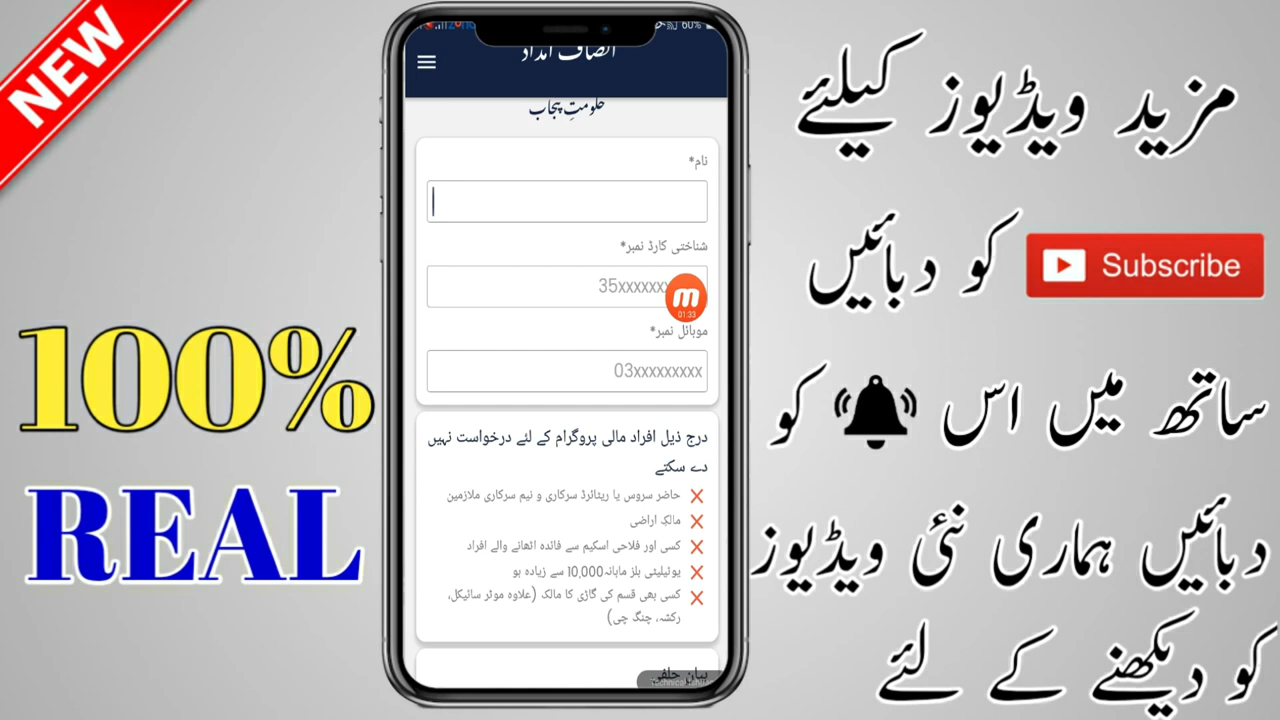 NEW
60%
انصاف امداد
حکومتِ پنجاب
نام*
شناختی کارڈ نمبر*
35xxxxxxx
m
01:33
موبائل نمبر*
03xxxxxxxxx
درج ذیل افراد مالی پروگرام کے لئے درخواست نہیں
دے سکتے
حاضر سروس یا ریٹائرڈ سرکاری و نیم سرکاری ملازمین
مالکِ اراضی
کسی اور فلاحی اسکیم سے فائدہ اٹھانے والے افراد
یوٹیلیٹی بلز ماہانہ 10,000 سے زیادہ ہو
کسی بھی قسم کی گاڑی کا مالک (علاوہ موٹر سائیکل،
رکشہ، چنگ چی)
بیان حلفی
100%
REAL
مزید ویڈیوز کیلئے
Subscribe کو دبائیں
ساتھ میں اس کو
دبائیں ہماری نئی ویڈیوز
کو دیکھنے کے لئے